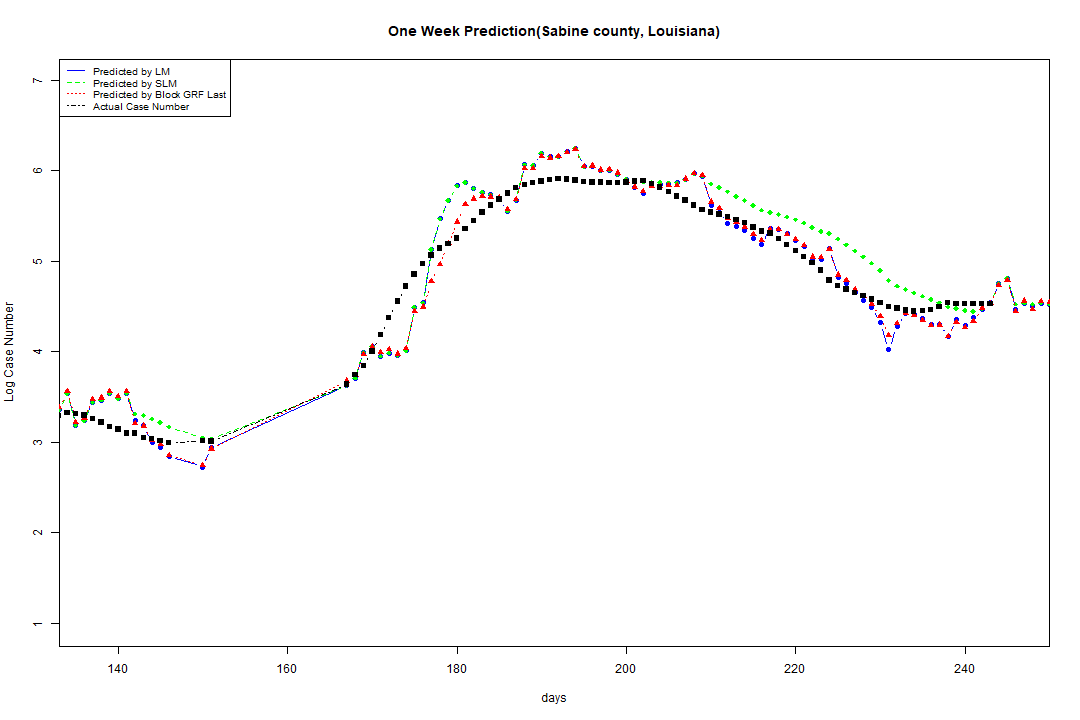 One Week Prediction(Sabine county, Louisiana)
Predicted by LM
Predicted by SLM
Predicted by Block GRF Last
Actual Case Number
7
6
5
4
3
2
1
Log Case Number
140 160 180 200 220 240
days